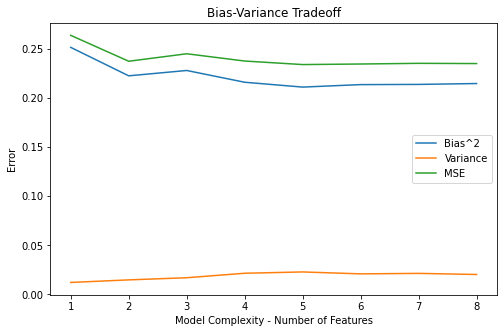 Bias-Variance Tradeoff
Error
0.25
0.20
0.15
0.10
0.05
0.00
Bias^2
Variance
MSE
1 2 3 4 5 6 7 8
Model Complexity - Number of Features